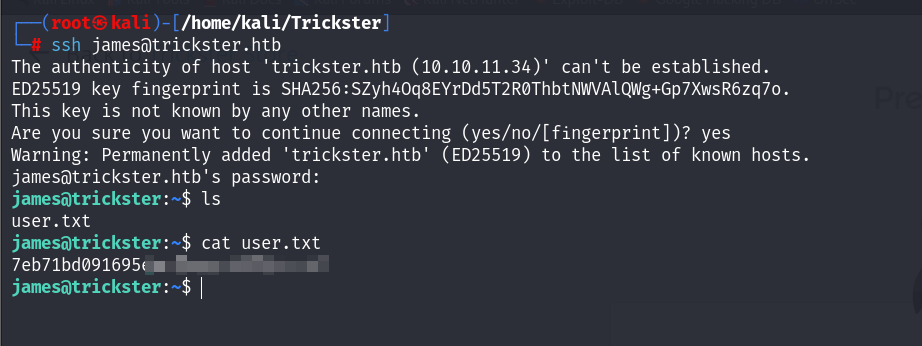 ┌──(root㉿kali)-[/home/kali/Trickster]
└─# ssh james@trickster.htb
The authenticity of host 'trickster.htb (10.10.11.34)' can't be established.
ED25519 key fingerprint is SHA256:SZyh4Oq8EYrDd5T2R0ThbtNWVAlQWg+Gp7XwsR6zq7o.
This key is not known by any other names.
Are you sure you want to continue connecting (yes/no/[fingerprint])? yes
Warning: Permanently added 'trickster.htb' (ED25519) to the list of known hosts.
james@trickster.htb's password:
james@trickster:~$ ls
user.txt
james@trickster:~$ cat user.txt
7eb71bd091695
james@trickster:~$